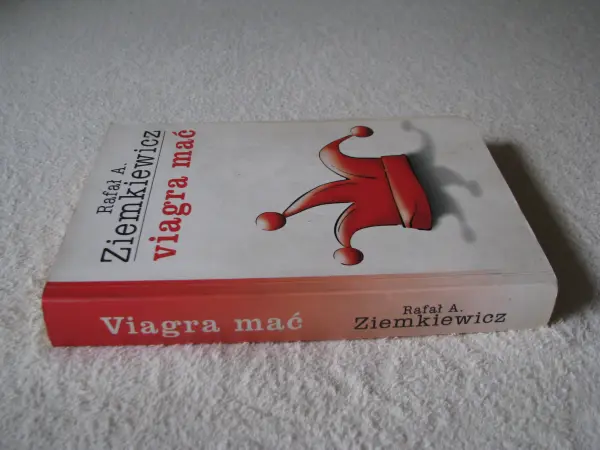 Rafał A.
Ziemkiewicz
viagra mać
Viagra mać
Rafał A.
Ziemkiewicz